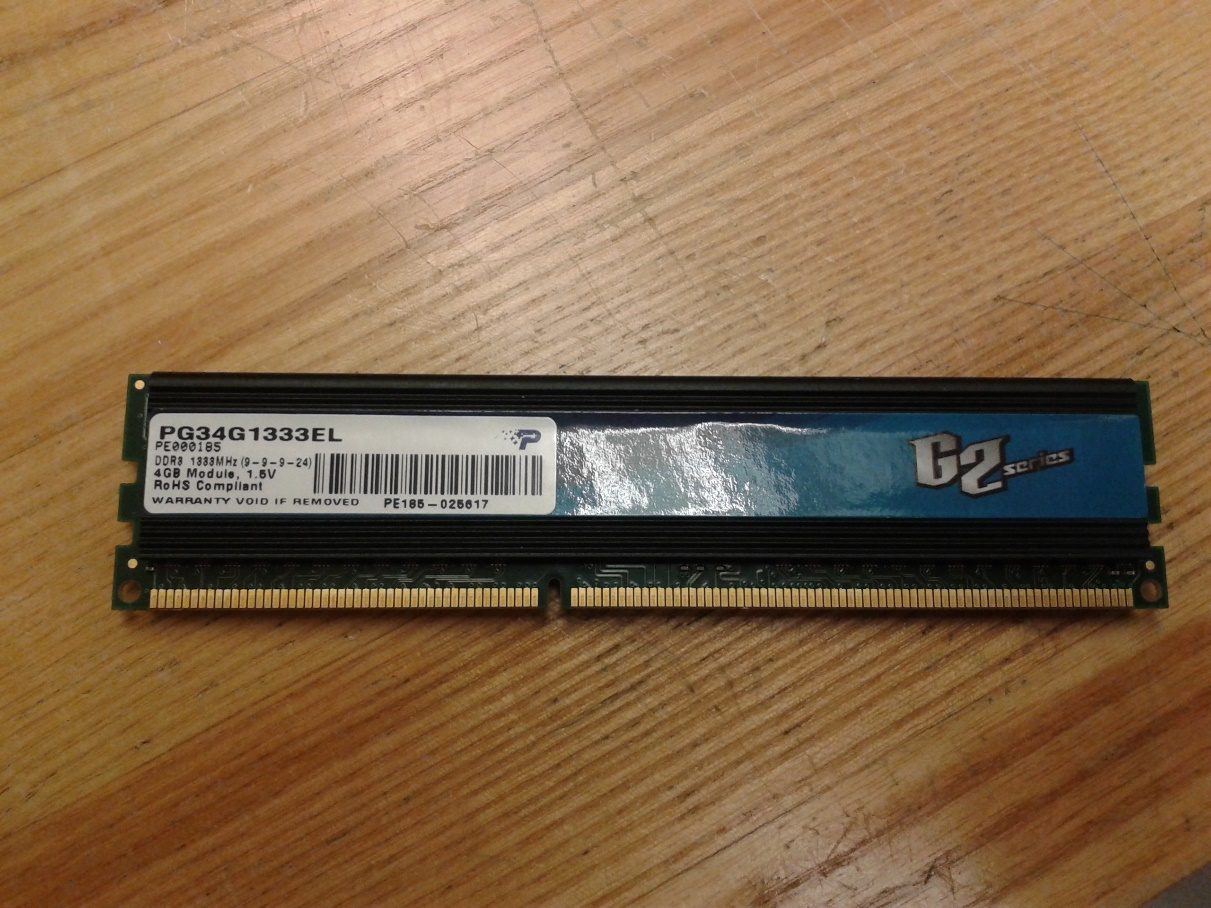 PG34G1333EL
PE000185
DDR3 1333MHz (9-9-9-24)
4GB Module, 1.5V
RoHS Compliant
WARRANTY VOID IF REMOVED PE185-025617
P
G2 series